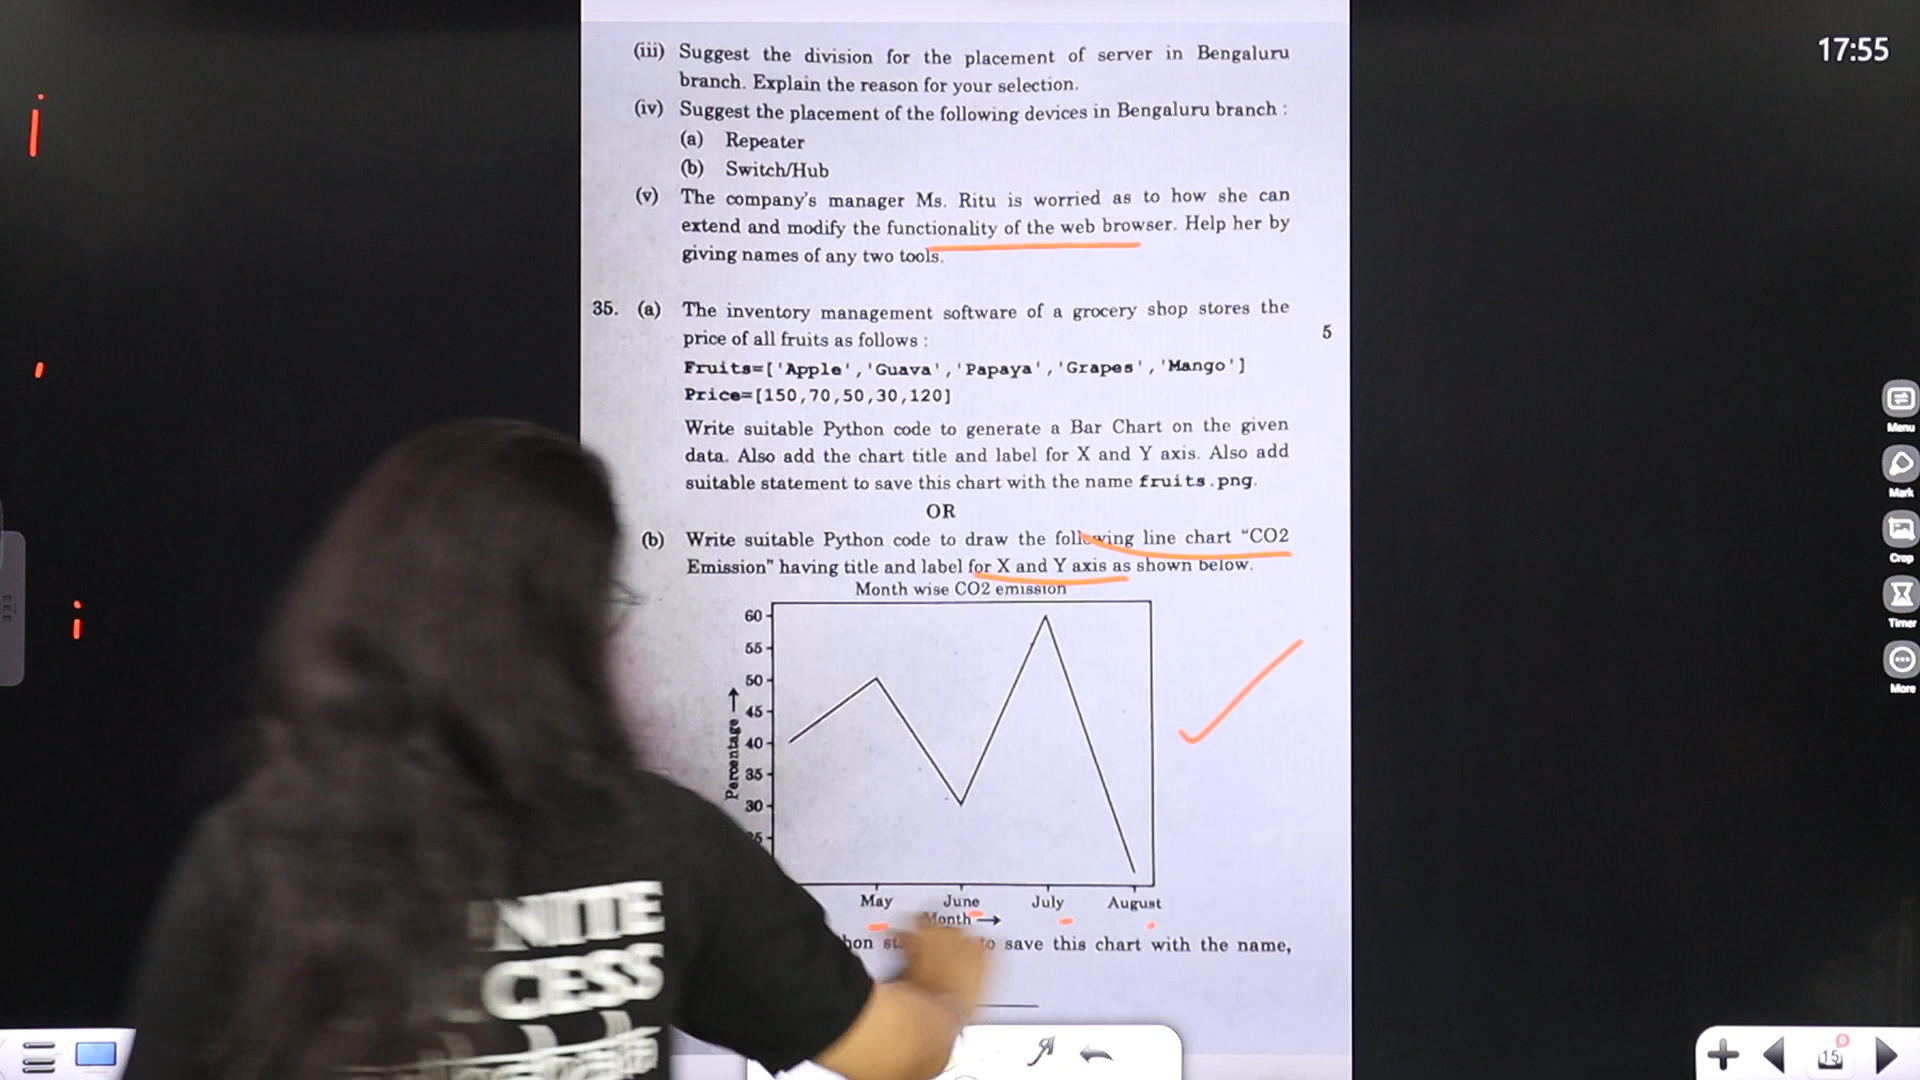 17:55
(iii) Suggest the division for the placement of server in Bengaluru
branch. Explain the reason for your selection.
(iv) Suggest the placement of the following devices in Bengaluru branch :
(a) Repeater
(b) Switch/Hub
(v) The company's manager Ms. Ritu is worried as to how she can
extend and modify the functionality of the web browser. Help her by
giving names of any two tools.
35. (a) The inventory management software of a grocery shop stores the
price of all fruits as follows :
5
Fruits=['Apple','Guava','Papaya','Grapes','Mango']
Price=[150,70,50,30,120]
Write suitable Python code to generate a Bar Chart on the given
data. Also add the chart title and label for X and Y axis. Also add
suitable statement to save this chart with the name fruits.png.
OR
(b) Write suitable Python code to draw the following line chart "CO2
Emission" having title and label for X and Y axis as shown below.
Month wise CO2 emission
60
55
50
45
40
35
30
Percentage →
May June July August
Month →
to save this chart with the name,
CESS
Menu
Mark
Crop
Timer
More
15
0